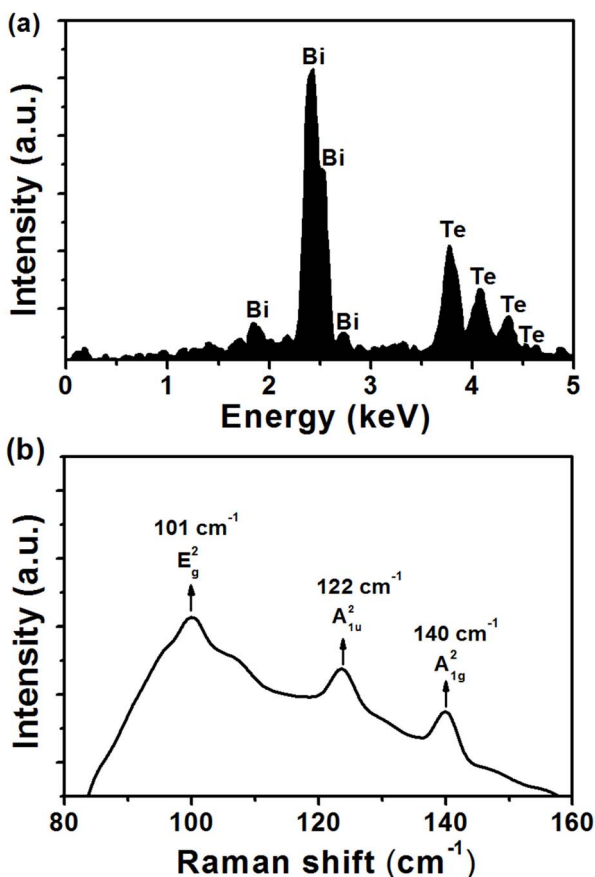 (a)
Intensity (a.u.)
Bi
Bi
Bi
Bi
Te
Te
Te
Te
0 1 2 3 4 5
Energy (keV)
(b)
Intensity (a.u.)
101 cm⁻¹
E²g
122 cm⁻¹
A²1u
140 cm⁻¹
A²1g
80 100 120 140 160
Raman shift (cm⁻¹)